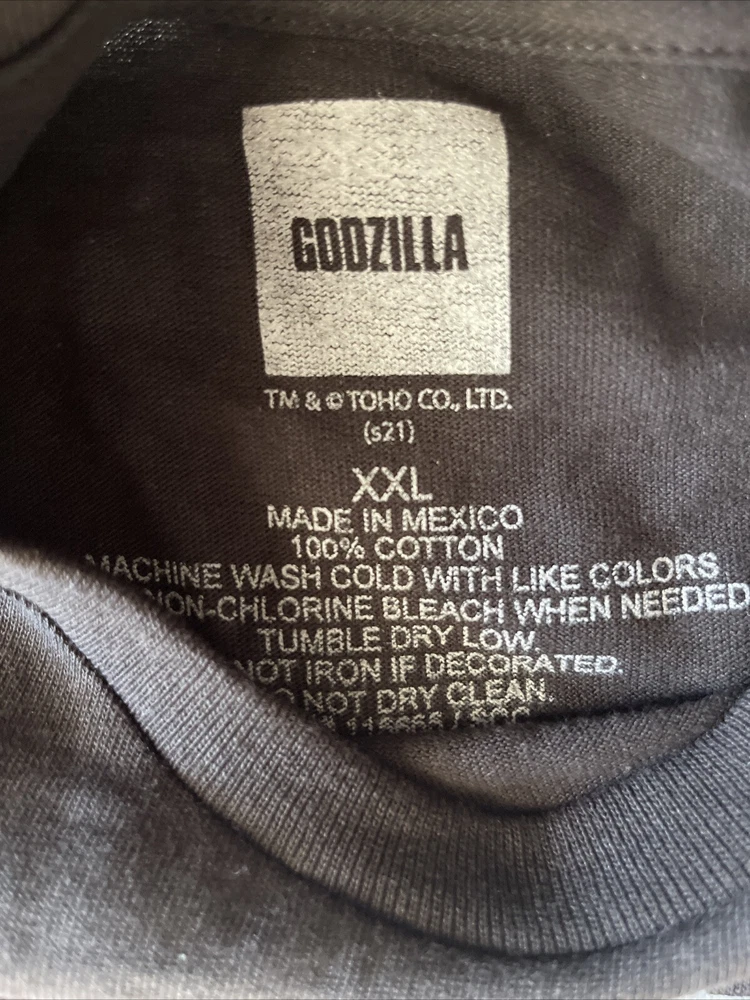 GODZILLA
TM & © TOHO CO., LTD.
(s21)
XXL
MADE IN MEXICO
100% COTTON
MACHINE WASH COLD WITH LIKE COLORS
NON-CHLORINE BLEACH WHEN NEEDED
TUMBLE DRY LOW.
NOT IRON IF DECORATED.
DO NOT DRY CLEAN.